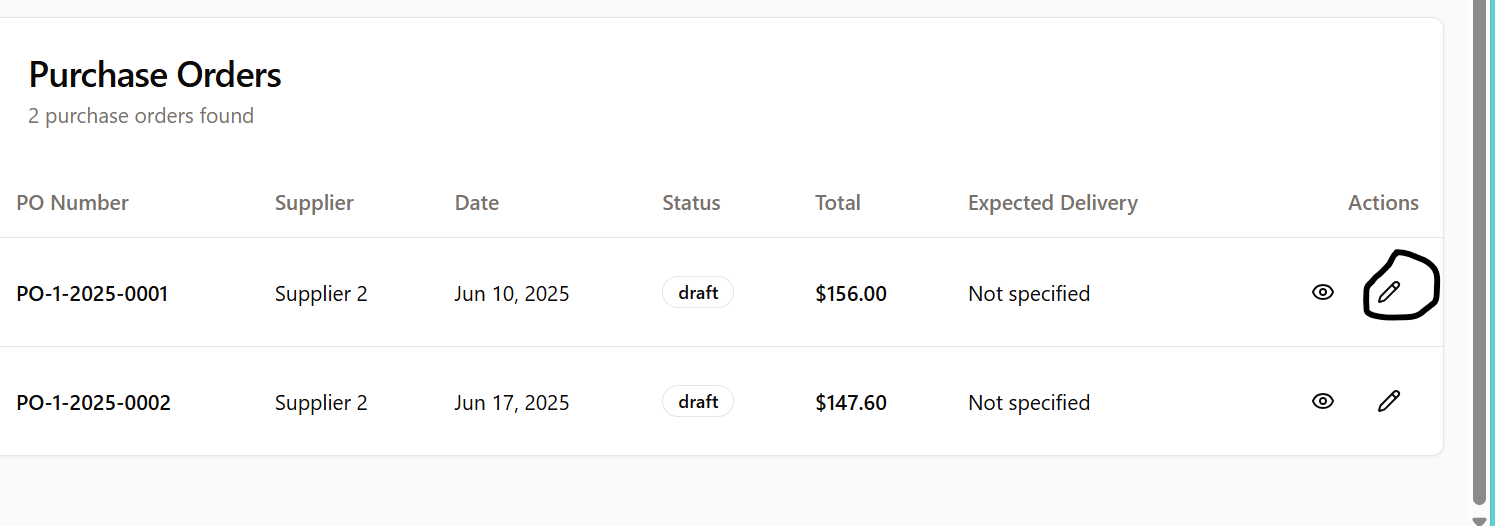 Purchase Orders
2 purchase orders found
PO Number Supplier Date Status Total Expected Delivery Actions
PO-1-2025-0001 Supplier 2 Jun 10, 2025 draft $156.00 Not specified
PO-1-2025-0002 Supplier 2 Jun 17, 2025 draft $147.60 Not specified